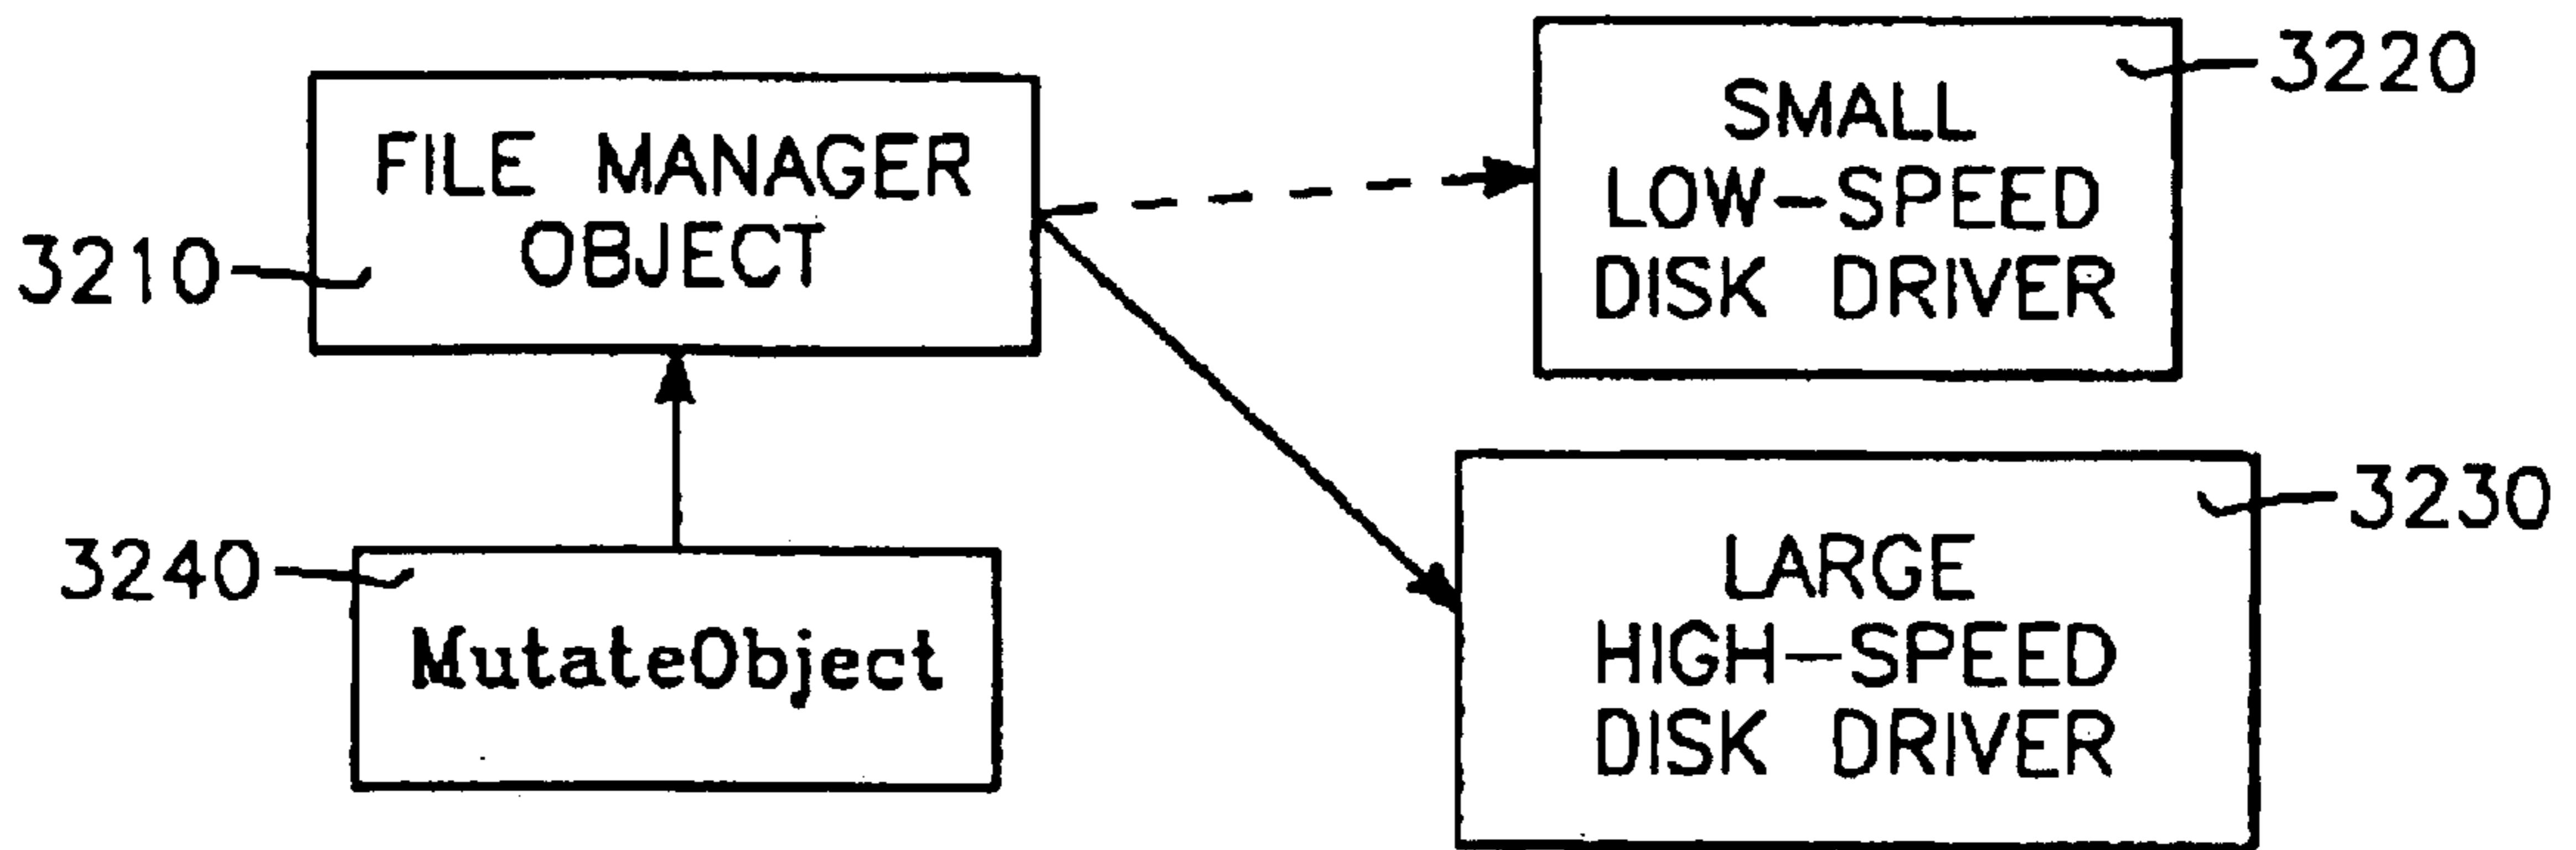 FILE MANAGER
OBJECT
3210
SMALL
LOW-SPEED
DISK DRIVER
3220
MutateObject
3240
LARGE
HIGH-SPEED
DISK DRIVER
3230